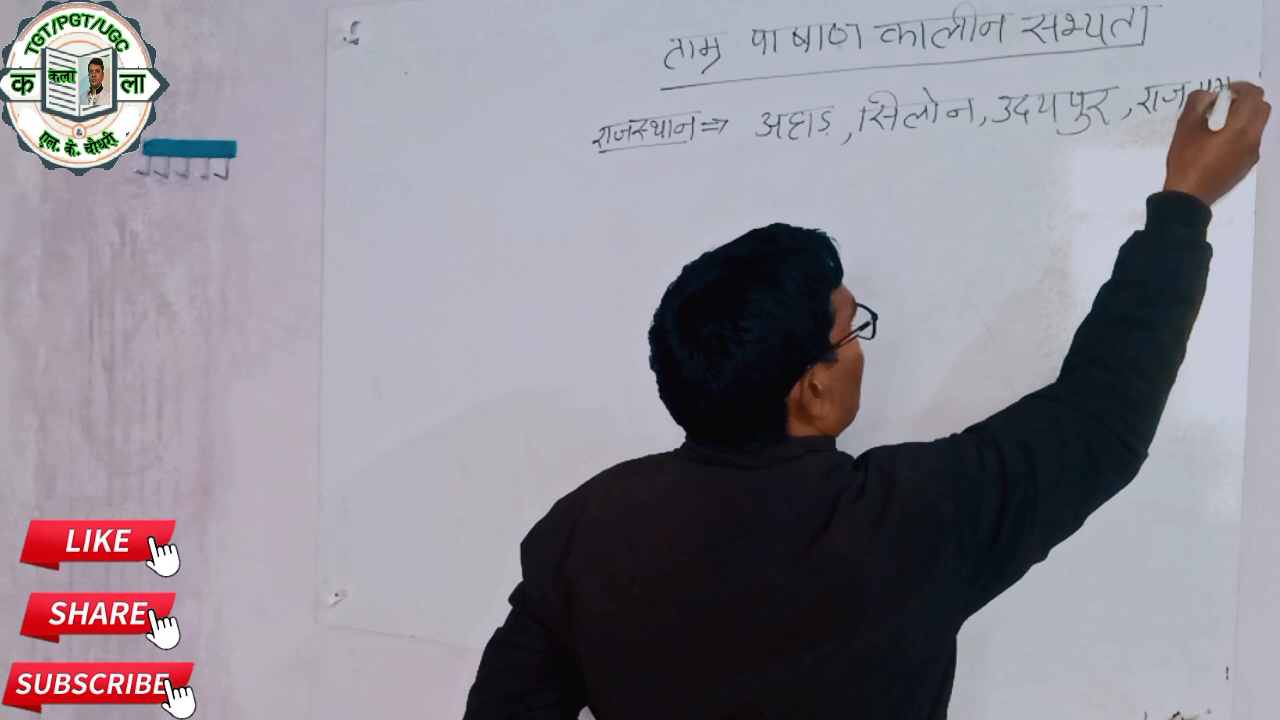 TGT/PGT/UGC
क कला ला
&
एल. के. चौधरी
ताम्र पाषाण कालीन सभ्यता
राजस्थान => अहाड़, सिलोन, उदयपुर,
LIKE
SHARE
SUBSCRIBE